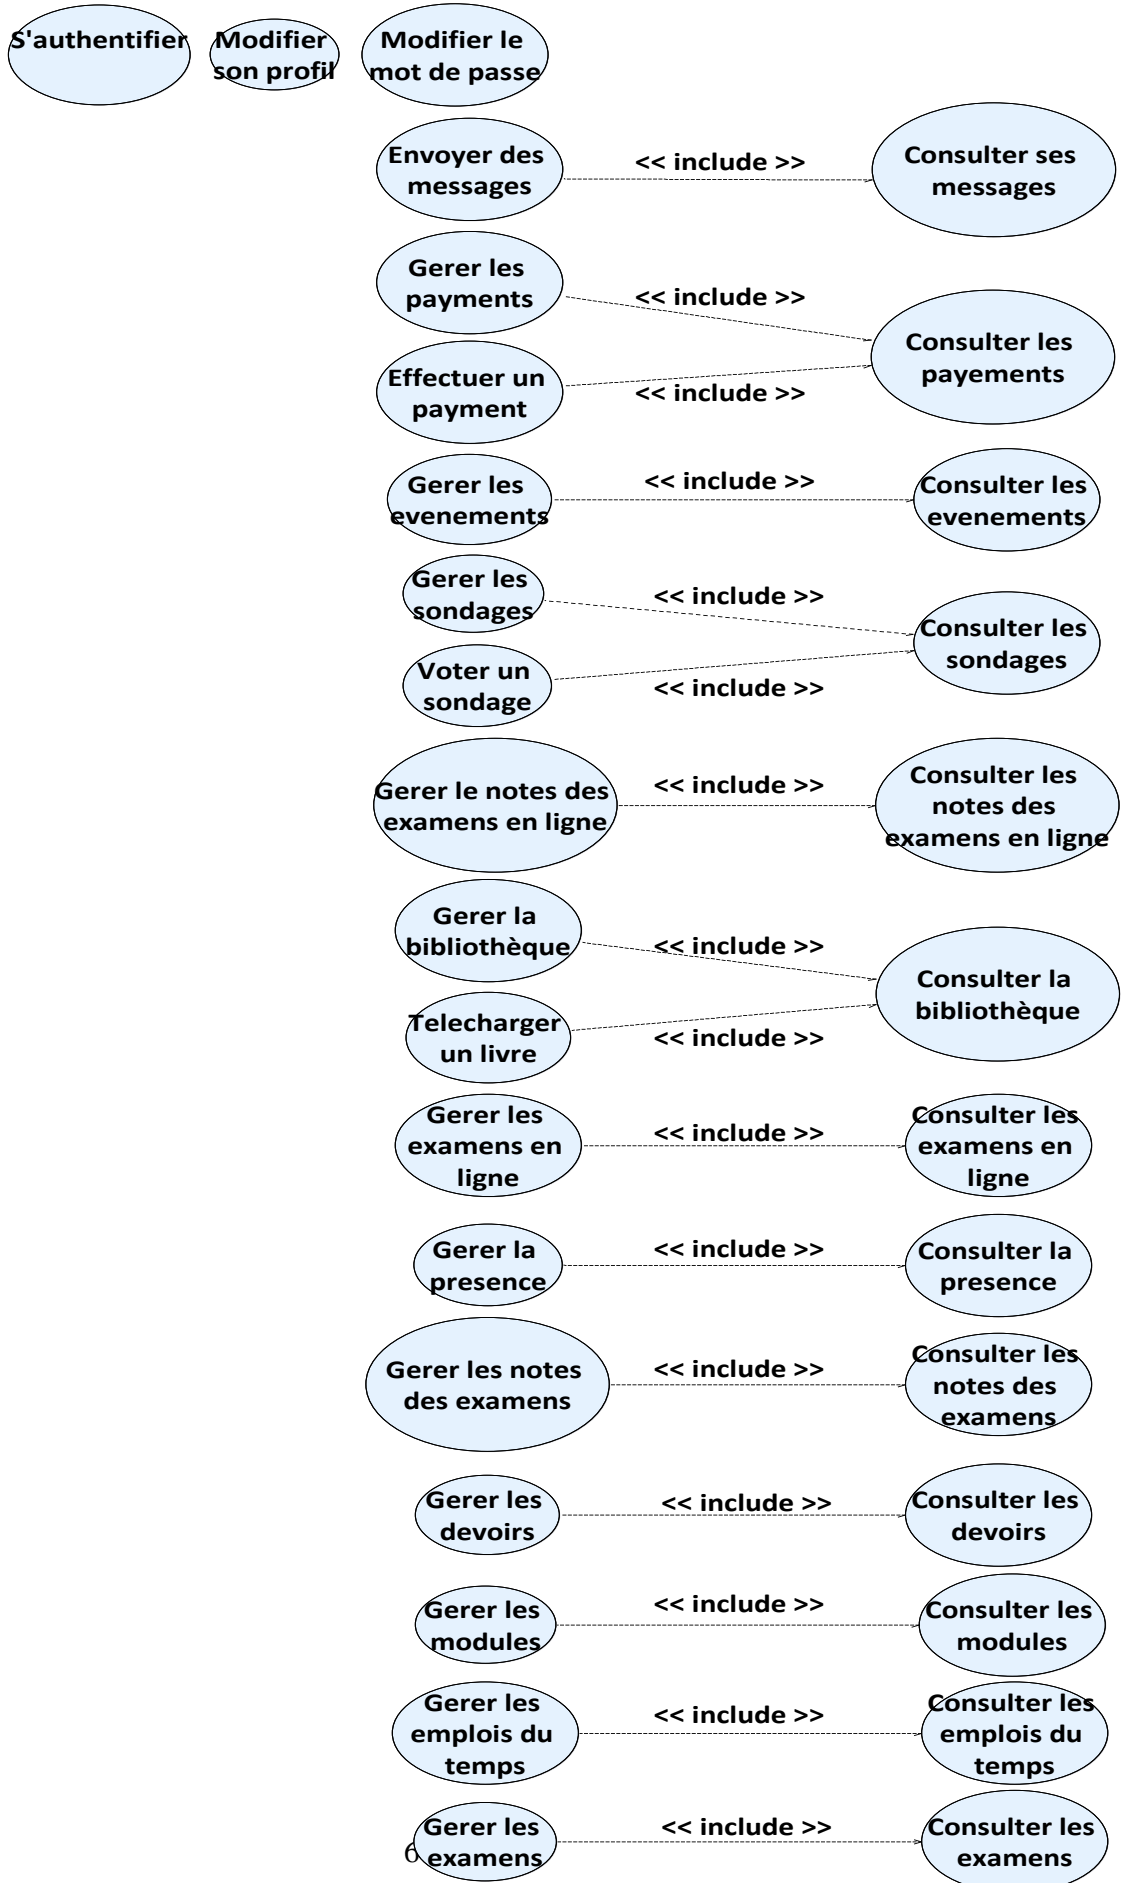 S'authentifier
Modifier
son profil
Modifier le
mot de passe
Envoyer des
messages
<< include >>
Consulter ses
messages
Gerer les
payments
<< include >>
Consulter les
payements
Effectuer un
payment
<< include >>
Gerer les
evenements
<< include >>
Consulter les
evenements
Gerer les
sondages
<< include >>
Consulter les
sondages
Voter un
sondage
<< include >>
Gerer le notes des
examens en ligne
<< include >>
Consulter les
notes des
examens en ligne
Gerer la
bibliothèque
<< include >>
Consulter la
bibliothèque
Telecharger
un livre
<< include >>
Gerer les
examens en
ligne
<< include >>
Consulter les
examens en
ligne
Gerer la
presence
<< include >>
Consulter la
presence
Gerer les notes
des examens
<< include >>
Consulter les
notes des
examens
Gerer les
devoirs
<< include >>
Consulter les
devoirs
Gerer les
modules
<< include >>
Consulter les
modules
Gerer les
emplois du
temps
<< include >>
Consulter les
emplois du
temps
Gerer les
examens
<< include >>
Consulter les
examens
6